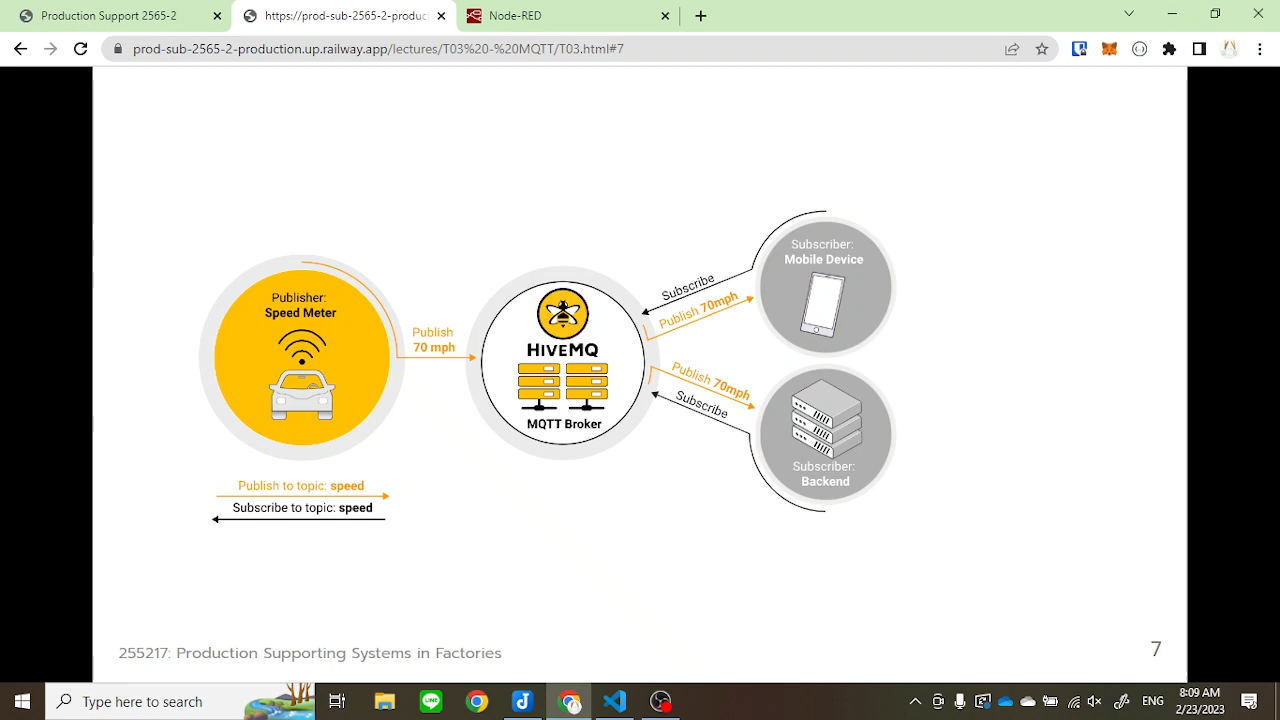 Production Support 2565-2
https://prod-sub-2565-2-produc
Node-RED
prod-sub-2565-2-production.up.railway.app/lectures/T03%20-%20MQTT/T03.html#7
Publisher:
Speed Meter
Publish
70 mph
HIVEMQ
MQTT Broker
Subscribe
Publish 70mph
Publish 70mph
Subscribe
Subscriber:
Mobile Device
Subscriber:
Backend
Publish to topic: speed
Subscribe to topic: speed
255217: Production Supporting Systems in Factories
7
Type here to search
LINE
ENG
8:09 AM
2/23/2023